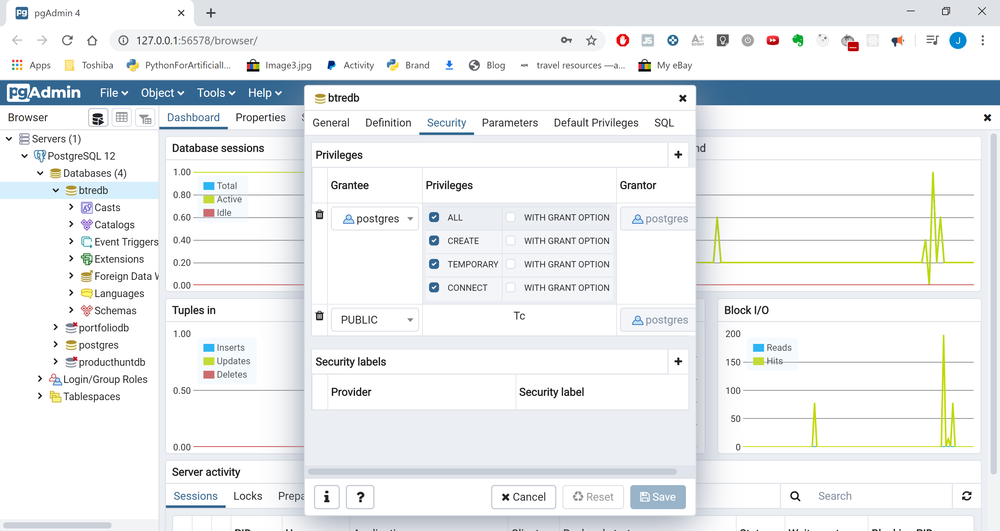 pgAdmin 4
127.0.0.1:56578/browser/
Apps Toshiba PythonForArtificialI... Image3.jpg Activity Brand Blog ADR travel resources —a... My eBay
pgAdmin File Object Tools Help
Browser
Dashboard Properties
Servers (1)
PostgreSQL 12
Databases (4)
btredb
Casts
Catalogs
Event Triggers
Extensions
Foreign Data W
Languages
Schemas
portfoliodb
postgres
producthuntdb
Login/Group Roles
Tablespaces
Database sessions
1.00
0.80
0.60
0.40
0.20
0.00
Total
Active
Idle
Tuples in
1.00
0.50
0.00
Inserts
Updates
Deletes
Server activity
Sessions Locks Prepa
btredb
General Definition Security Parameters Default Privileges SQL
Privileges
Grantee Privileges Grantor
postgres ALL WITH GRANT OPTION postgres
CREATE WITH GRANT OPTION
TEMPORARY WITH GRANT OPTION
CONNECT WITH GRANT OPTION
PUBLIC Tc postgres
Security labels
Provider Security label
Cancel Reset Save
nd
Block I/O
200
150
100
50
0
Reads
Hits
Search